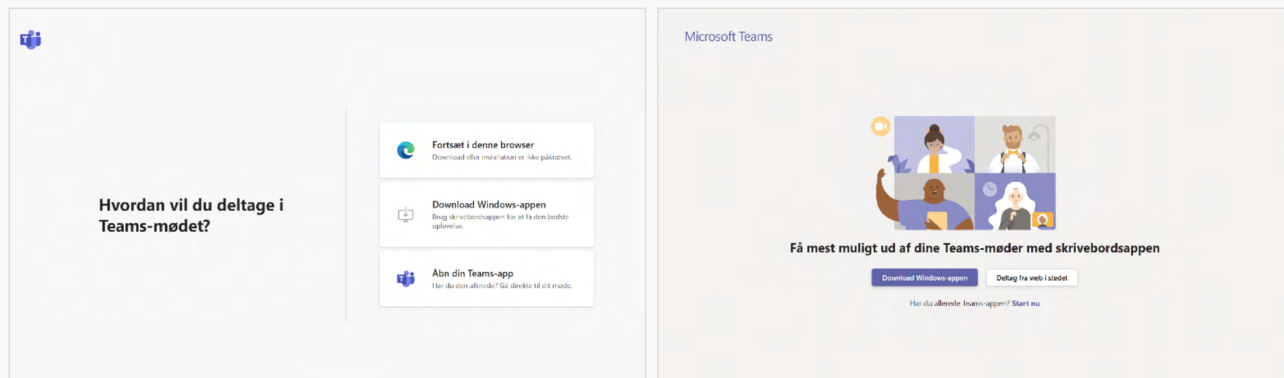 Hvordan vil du deltage i
Teams-mødet?
Fortsæt i denne browser
Download eller installation er ikke påkrævet.
Download Windows-appen
Brug skrivebordsappen for at få den bedste
oplevelse.
Åbn din Teams-app
Har du den allerede? Gå direkte til dit møde.
Microsoft Teams
Få mest muligt ud af dine Teams-møder med skrivebordsappen
Download Windows-appen
Deltag fra web i stedet
Har du allerede Teams-appen? Start nu